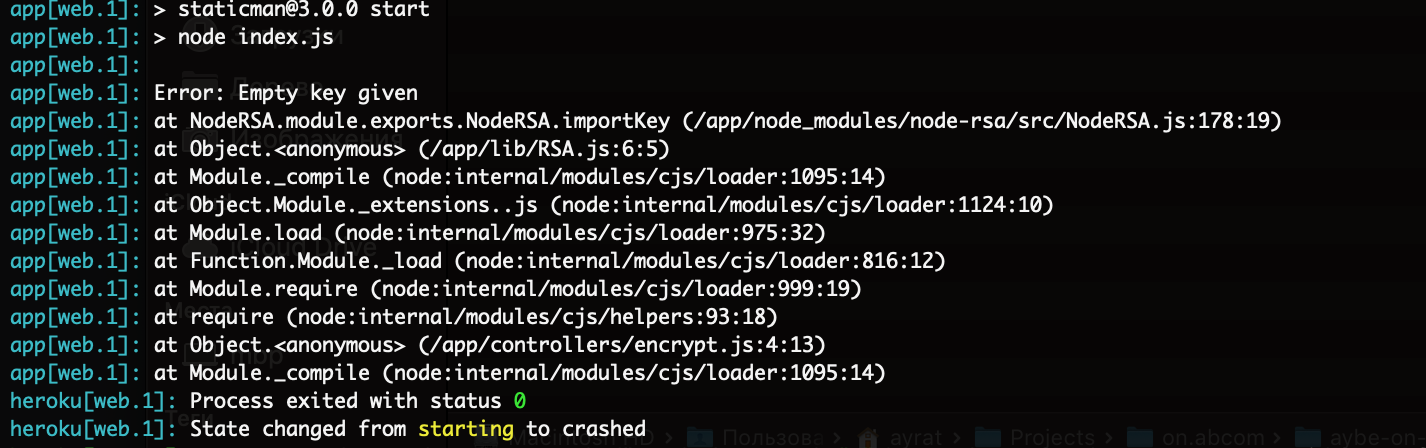 app[web.1]: > staticman@3.0.0 start
app[web.1]: > node index.js
app[web.1]:
app[web.1]: Error: Empty key given
app[web.1]: at NodeRSA.module.exports.NodeRSA.importKey (/app/node_modules/node-rsa/src/NodeRSA.js:178:19)
app[web.1]: at Object.<anonymous> (/app/lib/RSA.js:6:5)
app[web.1]: at Module._compile (node:internal/modules/cjs/loader:1095:14)
app[web.1]: at Object.Module._extensions..js (node:internal/modules/cjs/loader:1124:10)
app[web.1]: at Module.load (node:internal/modules/cjs/loader:975:32)
app[web.1]: at Function.Module._load (node:internal/modules/cjs/loader:816:12)
app[web.1]: at Module.require (node:internal/modules/cjs/loader:999:19)
app[web.1]: at require (node:internal/modules/cjs/helpers:93:18)
app[web.1]: at Object.<anonymous> (/app/controllers/encrypt.js:4:13)
app[web.1]: at Module._compile (node:internal/modules/cjs/loader:1095:14)
heroku[web.1]: Process exited with status 0
heroku[web.1]: State changed from starting to crashed
Macintosh HD > Пользова > ayrat > Projects > on.abcom > aybe-on